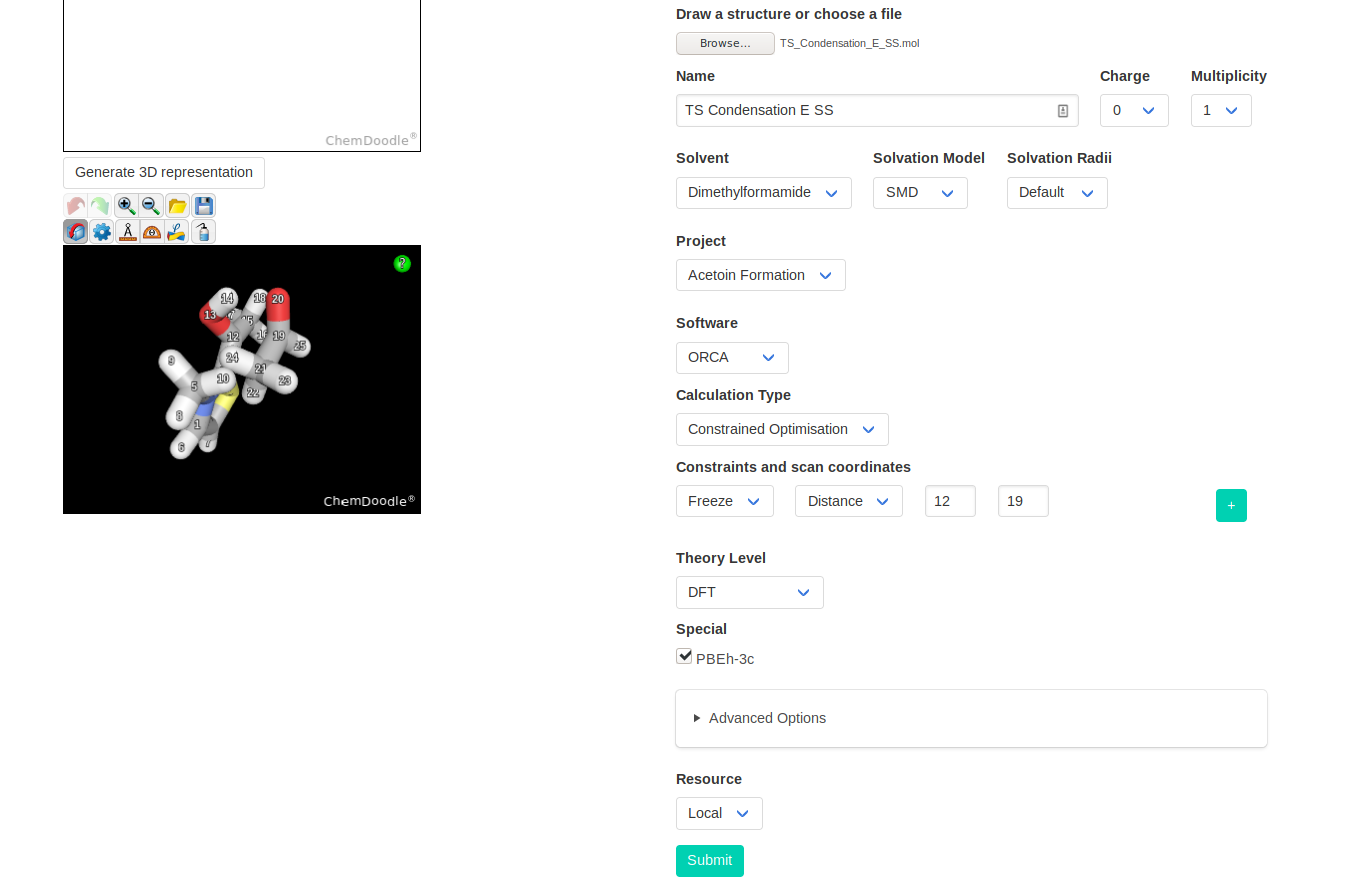 ChemDoodle®
Generate 3D representation
?
14
18
20
13
15
12
16
19
25
24
9
21
10
5
23
22
8
1
6
7
ChemDoodle®
Draw a structure or choose a file
Browse... TS_Condensation_E_SS.mol
Name Charge Multiplicity
TS Condensation E SS 0 1
Solvent Solvation Model Solvation Radii
Dimethylformamide SMD Default
Project
Acetoin Formation
Software
ORCA
Calculation Type
Constrained Optimisation
Constraints and scan coordinates
Freeze Distance 12 19 +
Theory Level
DFT
Special
PBEh-3c
Advanced Options
Resource
Local
Submit